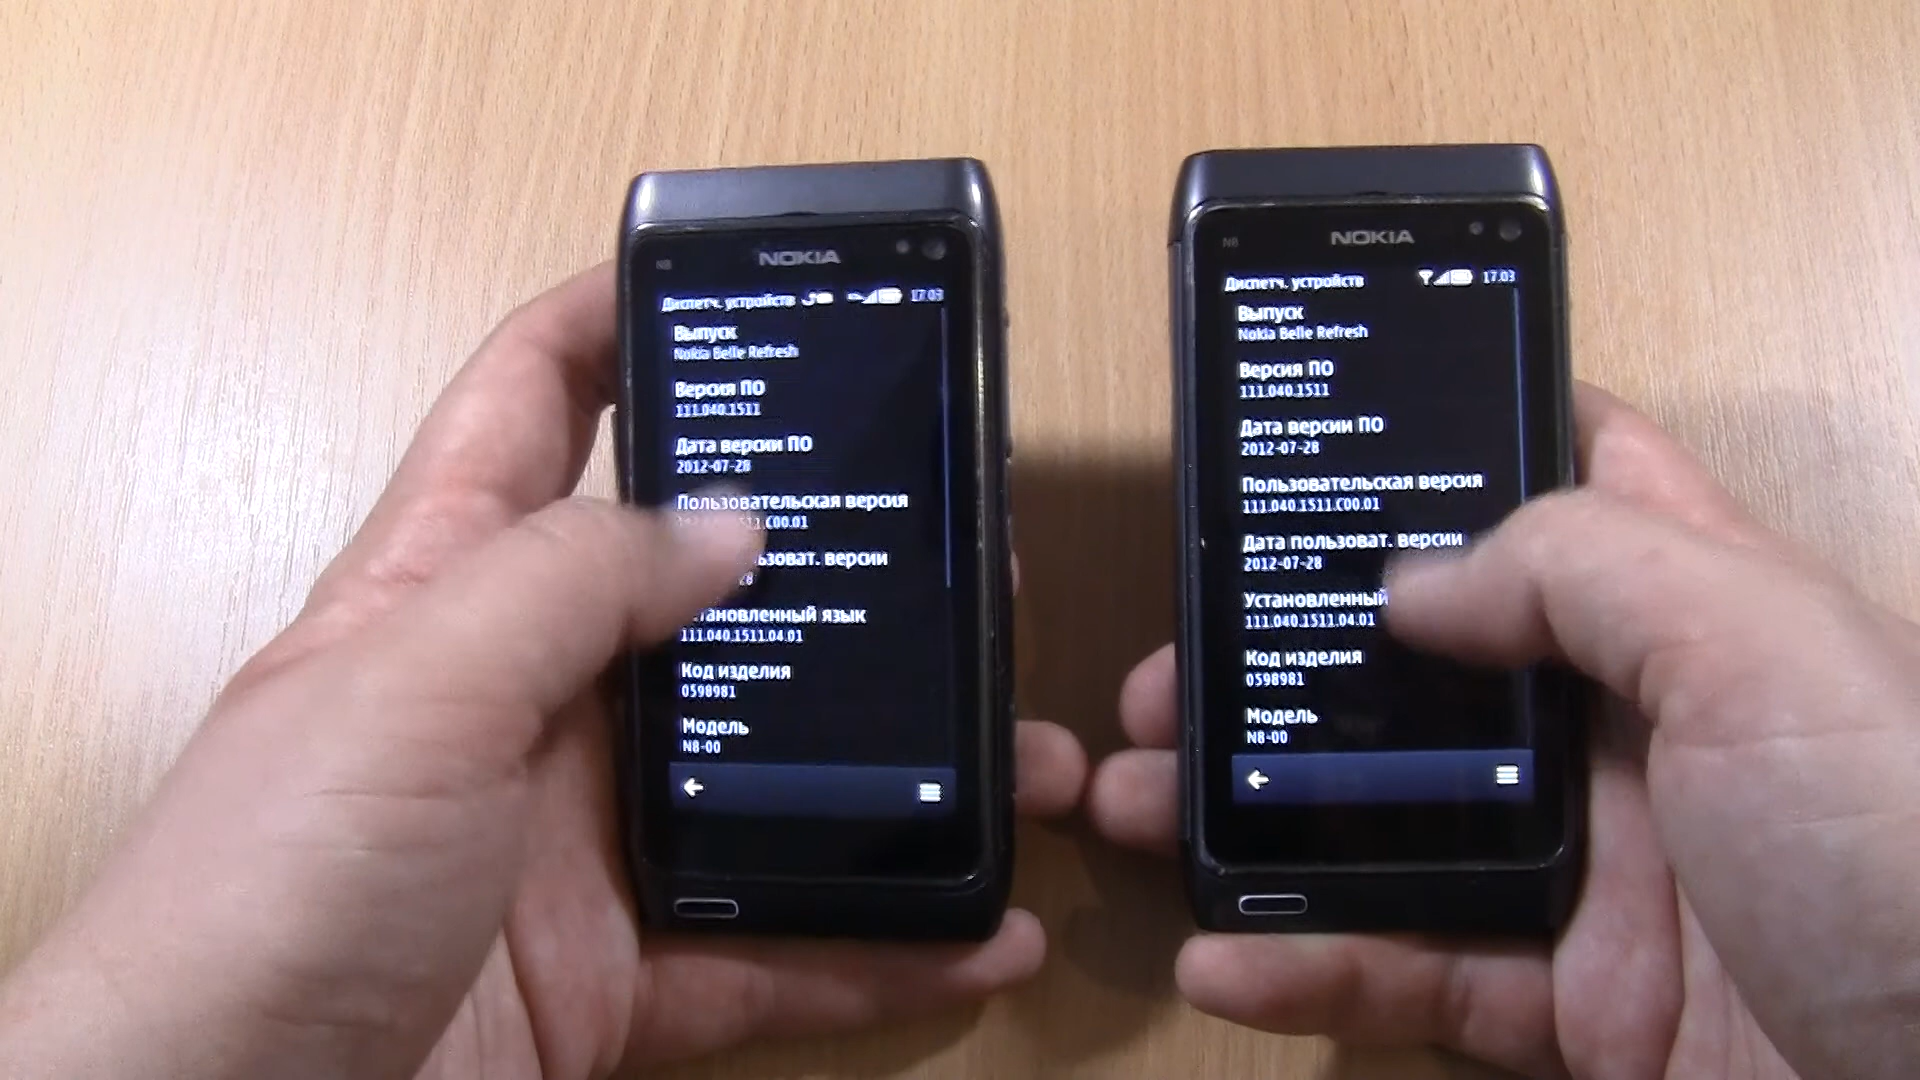 N8
NOKIA
Диспетч. устройств
17.03
Выпуск
Nokia Belle Refresh
Версия ПО
111.040.1511
Дата версии ПО
2012-07-28
Пользовательская версия
C00.01
версии
язык
111.040.1511.04.01
Код изделия
0598981
Модель
N8-00
N8
NOKIA
Диспетч. устройств
17.03
Выпуск
Nokia Belle Refresh
Версия ПО
111.040.1511
Дата версии ПО
2012-07-28
Пользовательская версия
111.040.1511.C00.01
Дата пользоват. версии
2012-07-28
Установленный
111.040.1511.04.01
Код изделия
0598981
Модель
N8-00